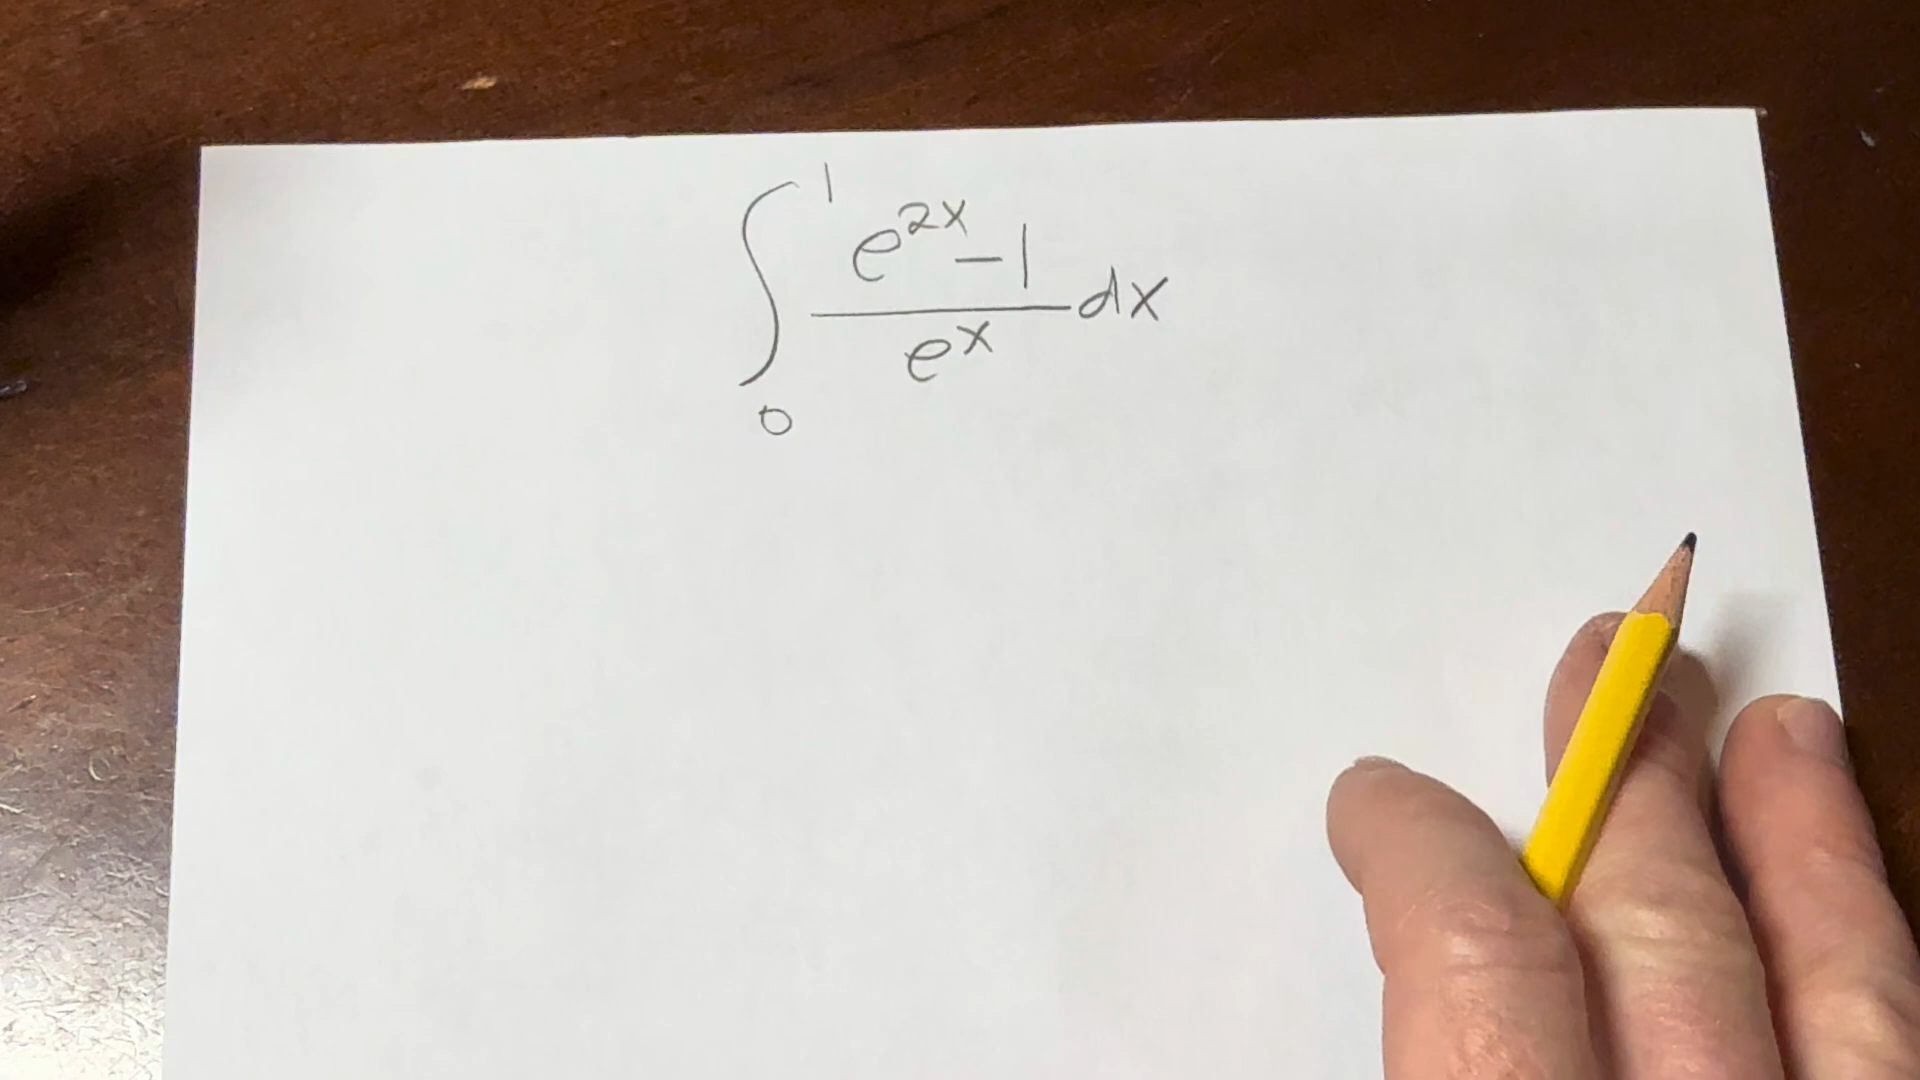 ∫₀¹ (e^{2x} - 1)/(e^x) dx